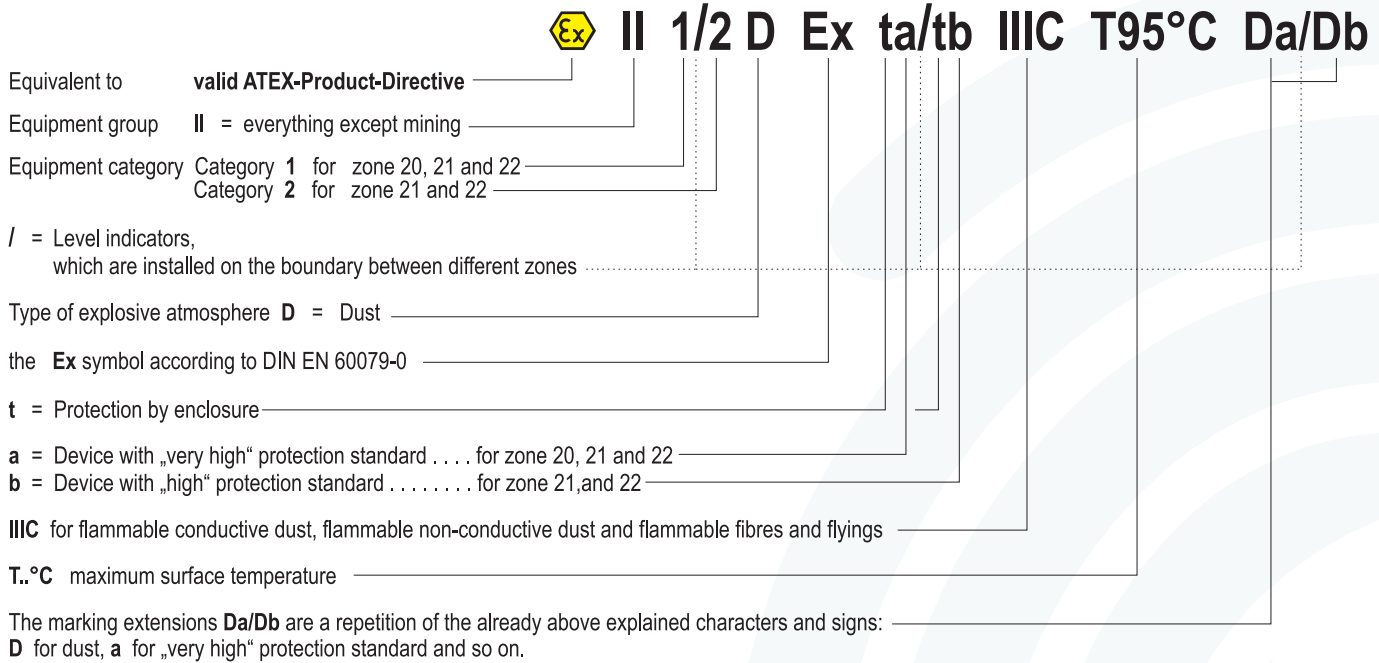 Ex II 1/2 D Ex ta/tb IIIC T95°C Da/Db
Equivalent to valid ATEX-Product-Directive
Equipment group II = everything except mining
Equipment category Category 1 for zone 20, 21 and 22
Category 2 for zone 21 and 22
/ = Level indicators,
which are installed on the boundary between different zones
Type of explosive atmosphere D = Dust
the Ex symbol according to DIN EN 60079-0
t = Protection by enclosure
a = Device with „very high“ protection standard . . . . for zone 20, 21 and 22
b = Device with „high“ protection standard . . . . . . . . for zone 21,and 22
IIIC for flammable conductive dust, flammable non-conductive dust and flammable fibres and flyings
T..°C maximum surface temperature
The marking extensions Da/Db are a repetition of the already above explained characters and signs:
D for dust, a for „very high“ protection standard and so on.